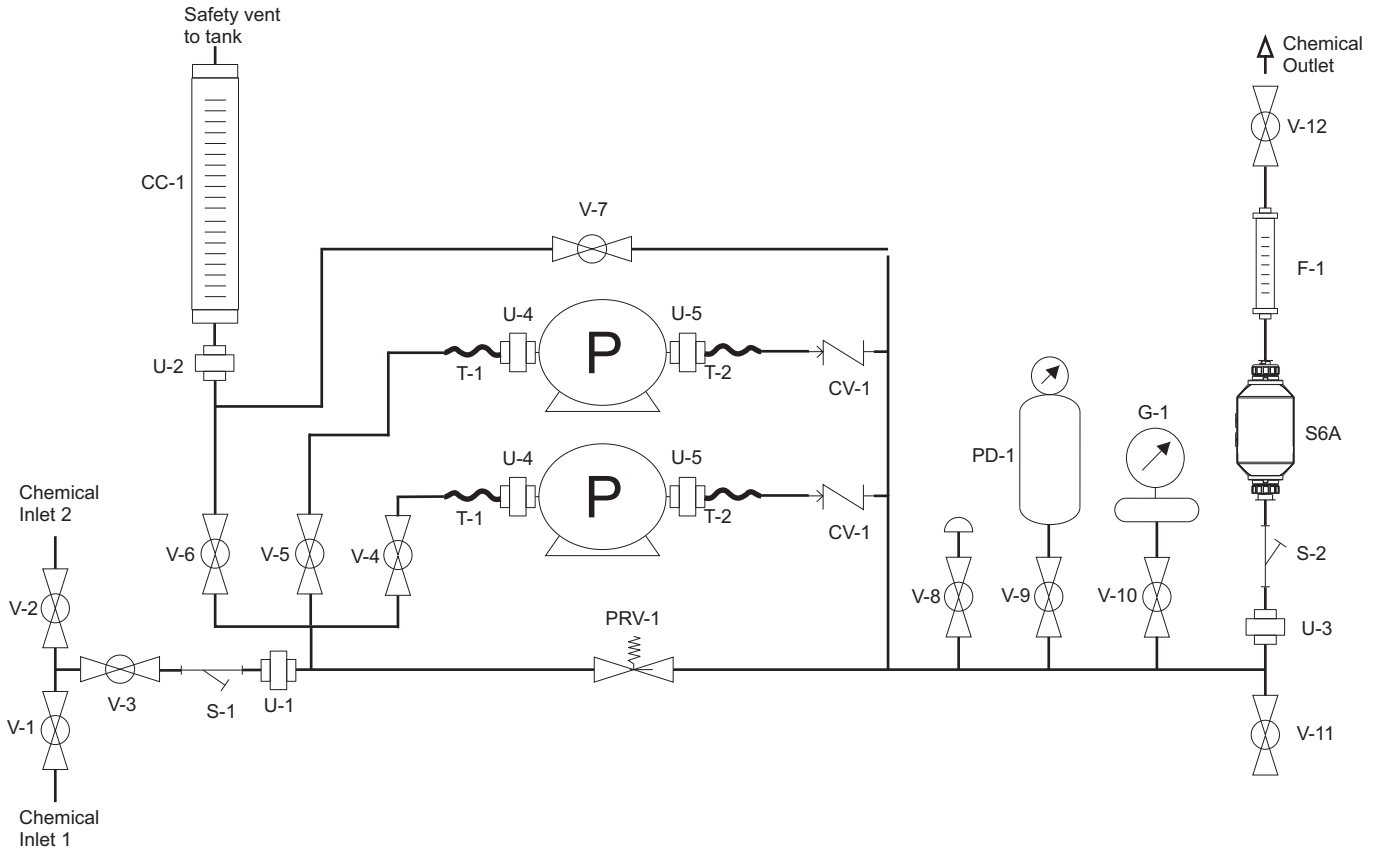 Safety vent
to tank
Chemical
Outlet
V-12
CC-1
V-7
F-1
U-4
U-5
P
U-2
T-1
T-2
CV-1
G-1
S6A
PD-1
U-4
U-5
P
Chemical
Inlet 2
T-1
T-2
CV-1
V-6
V-5
V-4
S-2
V-2
V-8
V-9
V-10
PRV-1
U-3
V-3
S-1
U-1
V-1
V-11
Chemical
Inlet 1